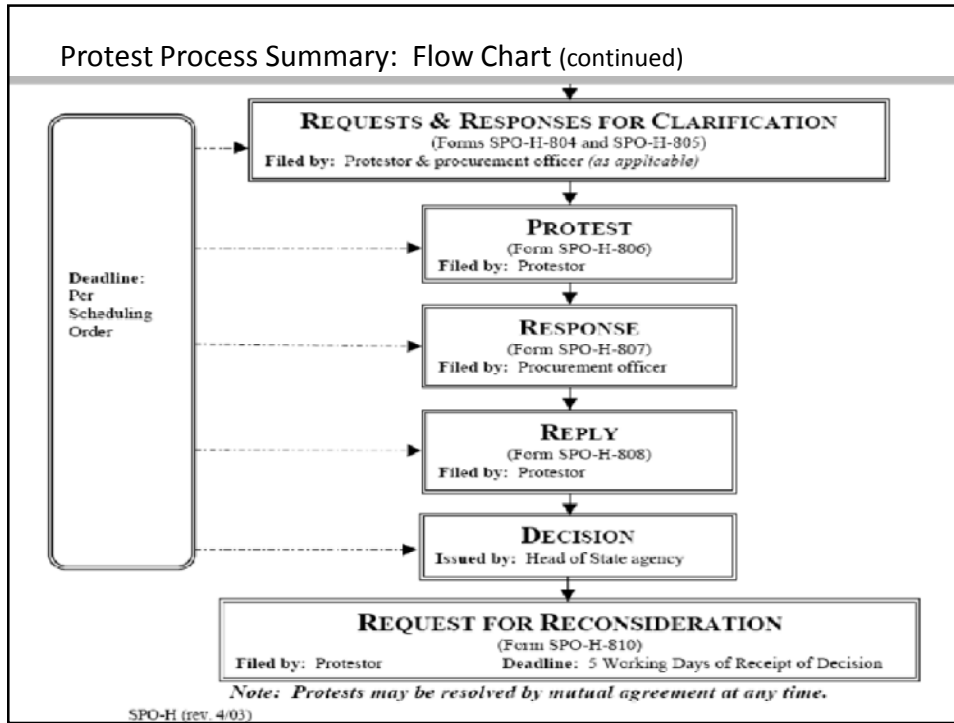 Protest Process Summary: Flow Chart (continued)
REQUESTS & RESPONSES FOR CLARIFICATION
(Forms SPO-H-804 and SPO-H-805)
Filed by: Protestor & procurement officer (as applicable)
PROTEST
(Form SPO-H-806)
Filed by: Protestor
Deadline:
Per
Scheduling
Order
RESPONSE
(Form SPO-H-807)
Filed by: Procurement officer
REPLY
(Form SPO-H-808)
Filed by: Protestor
DECISION
Issued by: Head of State agency
REQUEST FOR RECONSIDERATION
(Form SPO-H-810)
Filed by: Protestor Deadline: 5 Working Days of Receipt of Decision
Note: Protests may be resolved by mutual agreement at any time.
SPO-H (rev. 4/03)